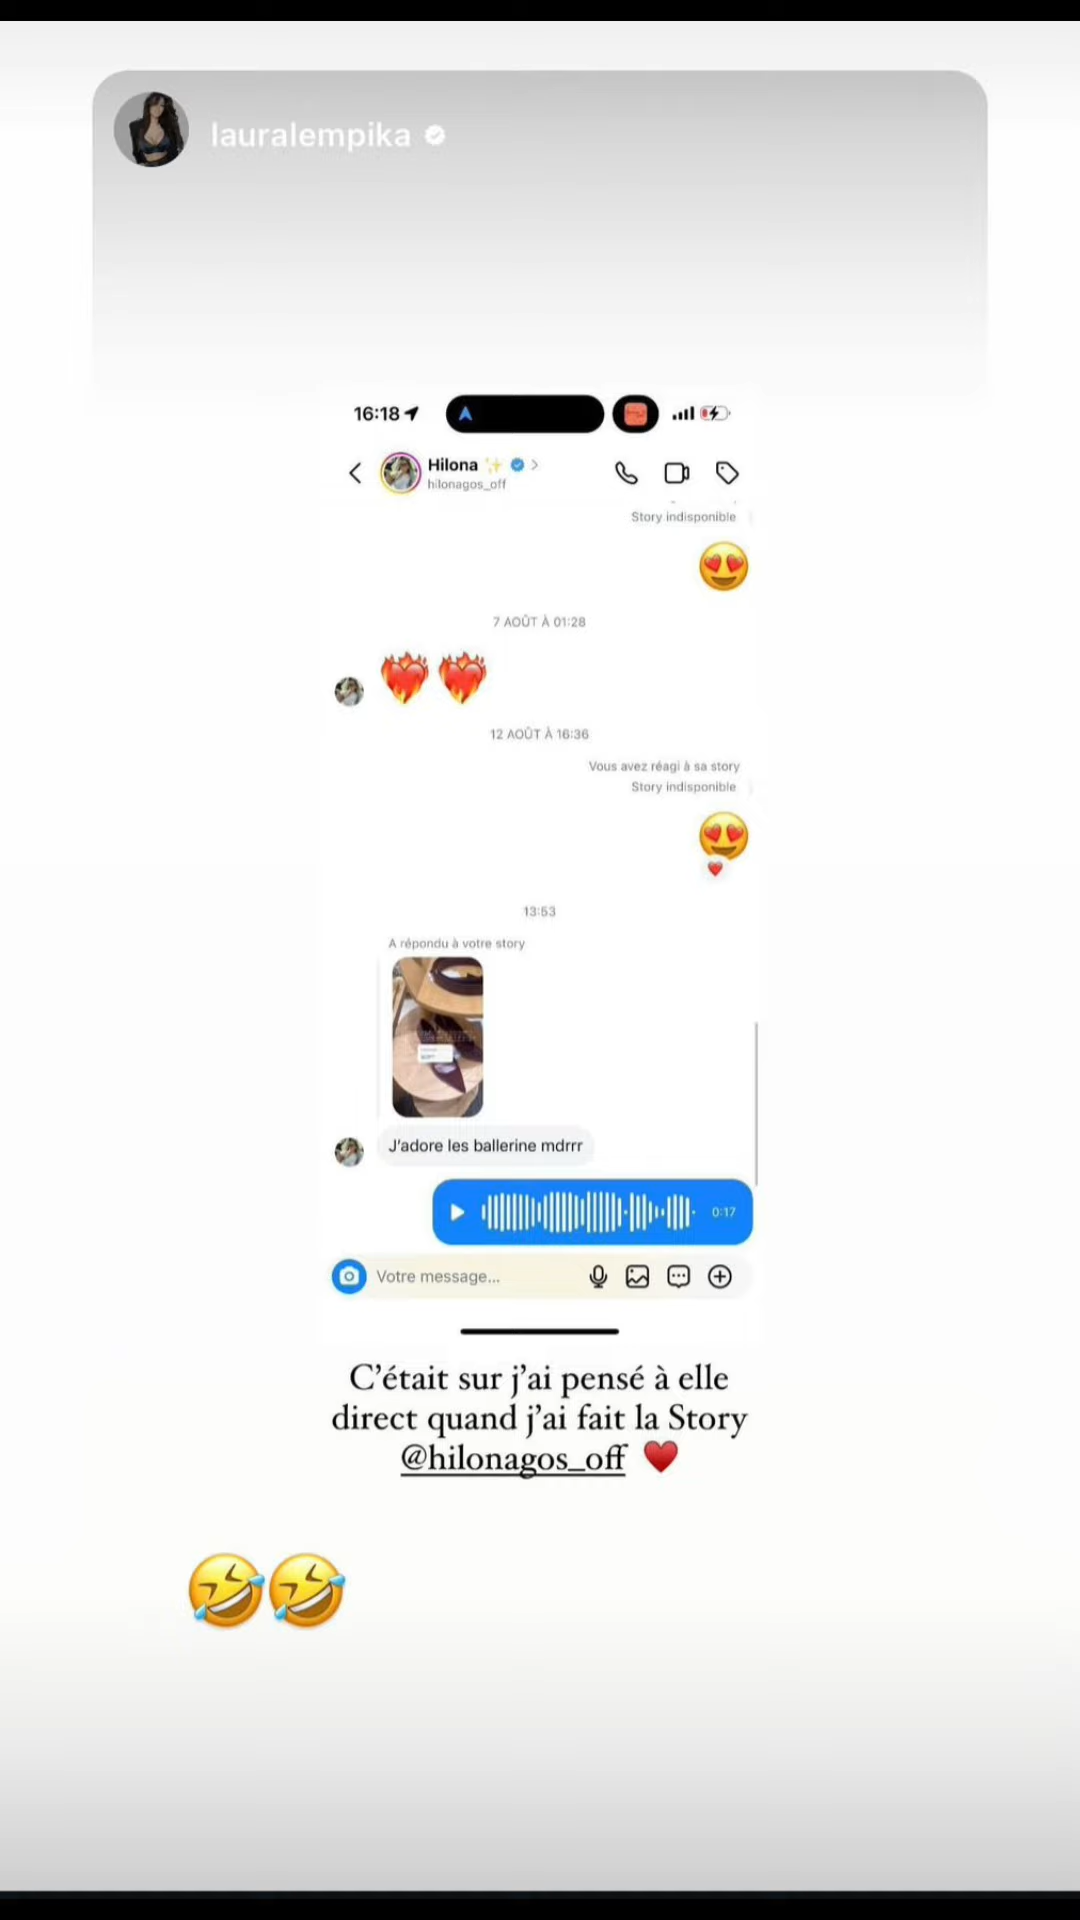 lauralempika
16:18
Hilona ✨
hilonagos_off
Story indisponible
😍
7 AOÛT À 01:28
❤️‍🔥 ❤️‍🔥
12 AOÛT À 16:36
Vous avez réagi à sa story
Story indisponible
😍
❤️
13:53
A répondu à votre story
J'adore les ballerine mdrrr
0:17
Votre message...
C’était sur j’ai pensé à elle
direct quand j’ai fait la Story
@hilonagos_off ♥️
🤣🤣